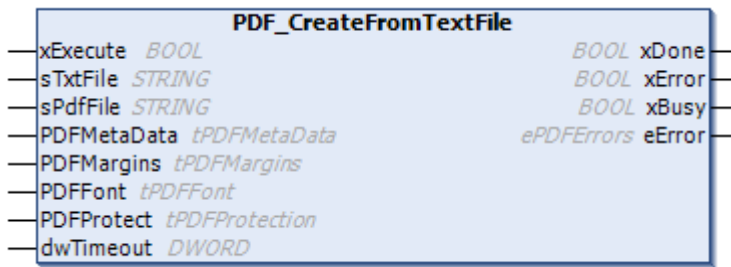 PDF_CreateFromTextFile
xExecute BOOL BOOL xDone
sTxtFile STRING BOOL xError
sPdfFile STRING BOOL xBusy
PDFMetaData tPDFMetaData ePDFErrors eError
PDFMargins tPDFMargins
PDFFont tPDFFont
PDFProtect tPDFProtection
dwTimeout DWORD